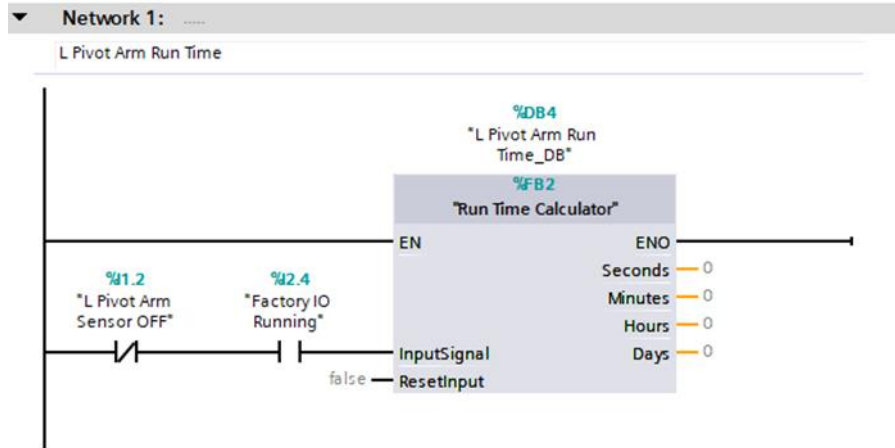 Network 1: .....
L Pivot Arm Run Time
%DB4
"L Pivot Arm Run
Time_DB"
%FB2
"Run Time Calculator"
EN
ENO
Seconds
0
Minutes
0
Hours
0
Days
0
%I1.2
"L Pivot Arm
Sensor OFF"
%I2.4
"Factory IO
Running"
InputSignal
false
ResetInput